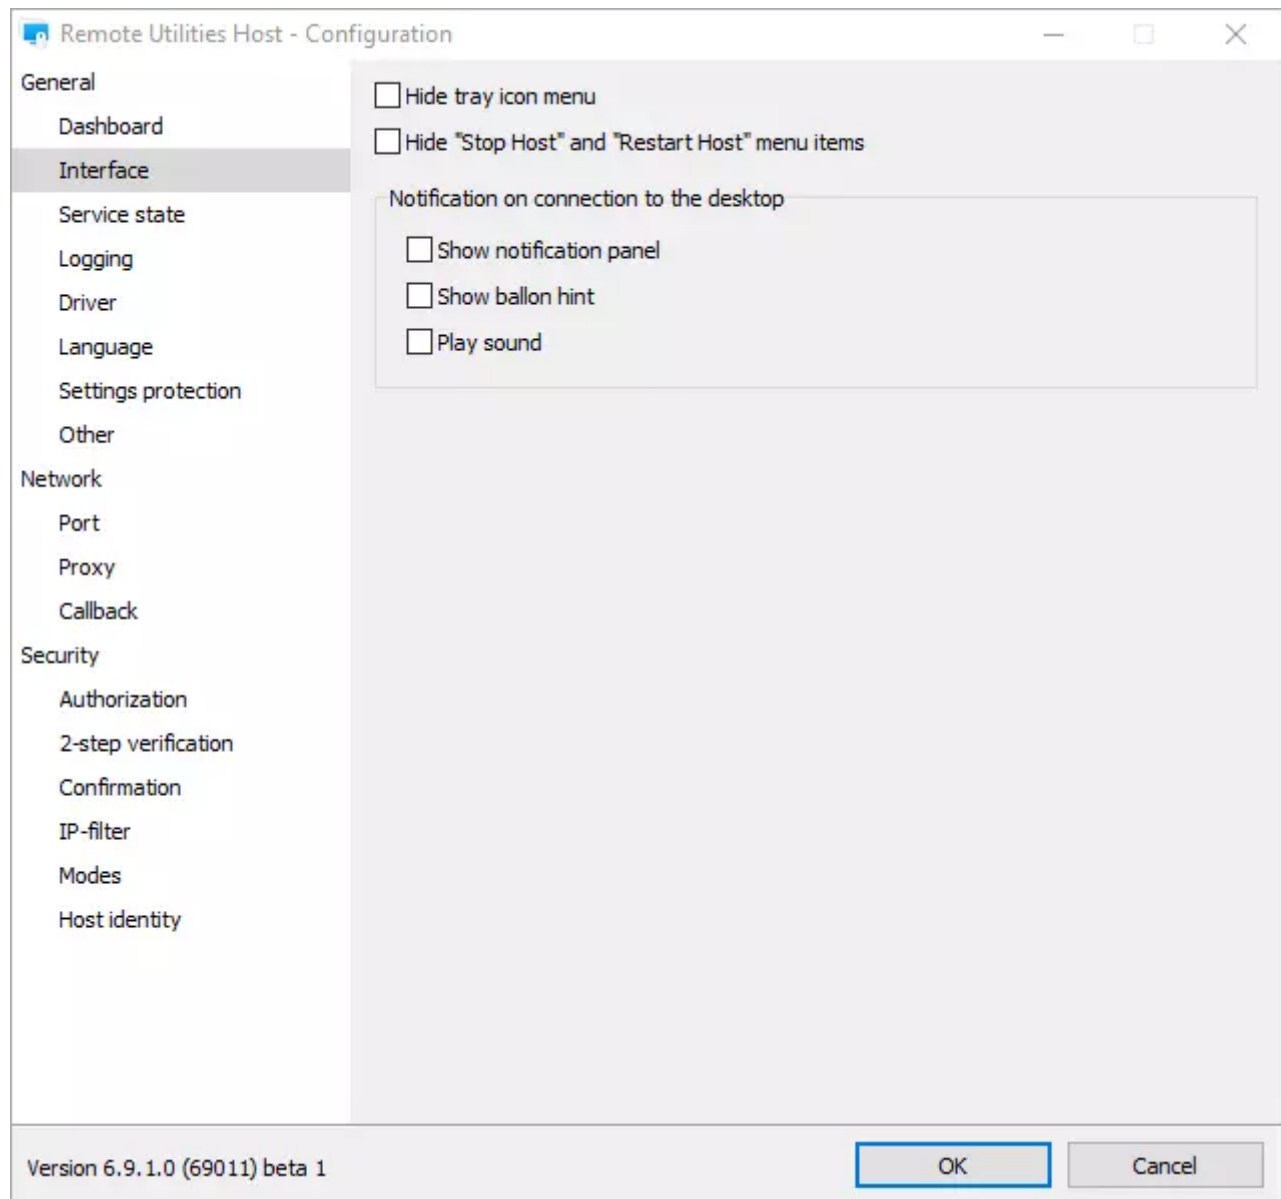 Remote Utilities Host - Configuration
General
Dashboard
Interface
Service state
Logging
Driver
Language
Settings protection
Other
Network
Port
Proxy
Callback
Security
Authorization
2-step verification
Confirmation
IP-filter
Modes
Host identity
Hide tray icon menu
Hide "Stop Host" and "Restart Host" menu items
Notification on connection to the desktop
Show notification panel
Show ballon hint
Play sound
Version 6.9.1.0 (69011) beta 1
OK
Cancel